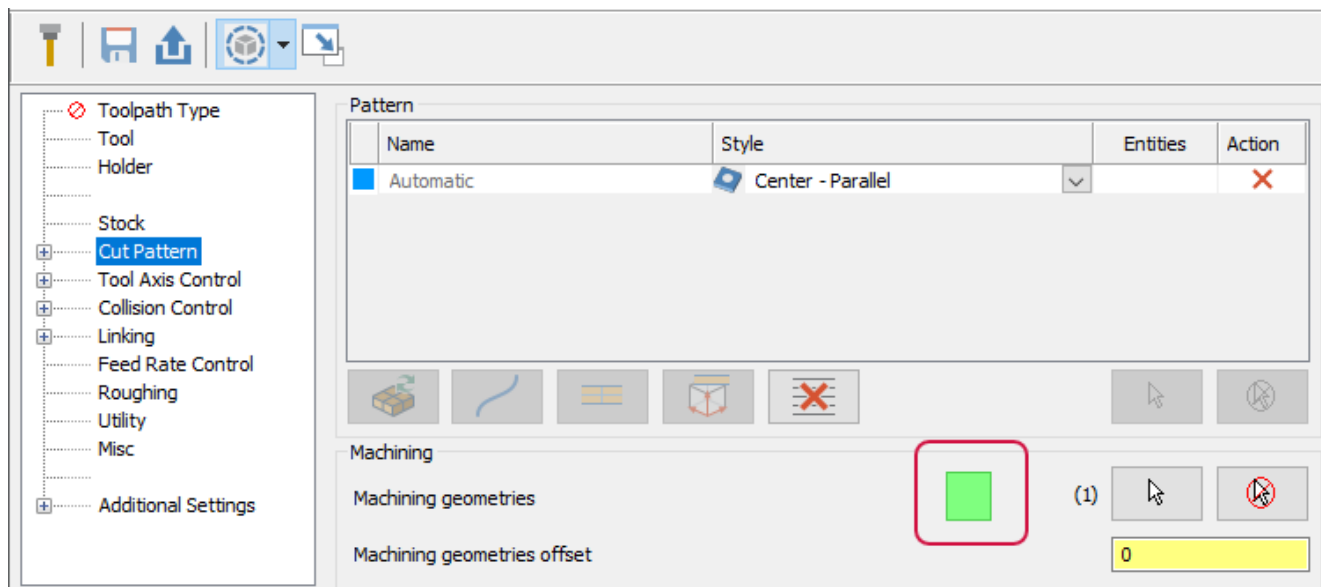 Toolpath Type
Tool
Holder
Stock
Cut Pattern
Tool Axis Control
Collision Control
Linking
Feed Rate Control
Roughing
Utility
Misc
Additional Settings
Pattern
Name Style Entities Action
Automatic Center - Parallel
Machining
Machining geometries (1)
Machining geometries offset 0